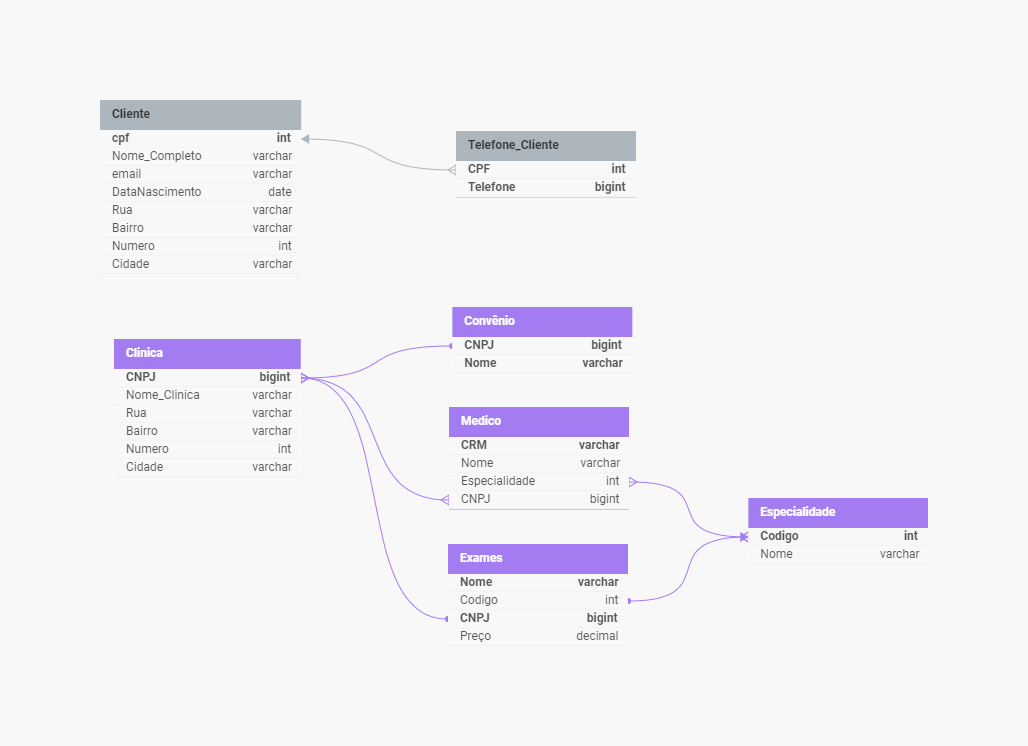 Cliente
cpf int
Nome_Completo varchar
email varchar
DataNascimento date
Rua varchar
Bairro varchar
Numero int
Cidade varchar
Telefone_Cliente
CPF int
Telefone bigint
Clinica
CNPJ bigint
Nome_Clinica varchar
Rua varchar
Bairro varchar
Numero int
Cidade varchar
Convênio
CNPJ bigint
Nome varchar
Medico
CRM varchar
Nome varchar
Especialidade int
CNPJ bigint
Exames
Nome varchar
Codigo int
CNPJ bigint
Preço decimal
Especialidade
Codigo int
Nome varchar